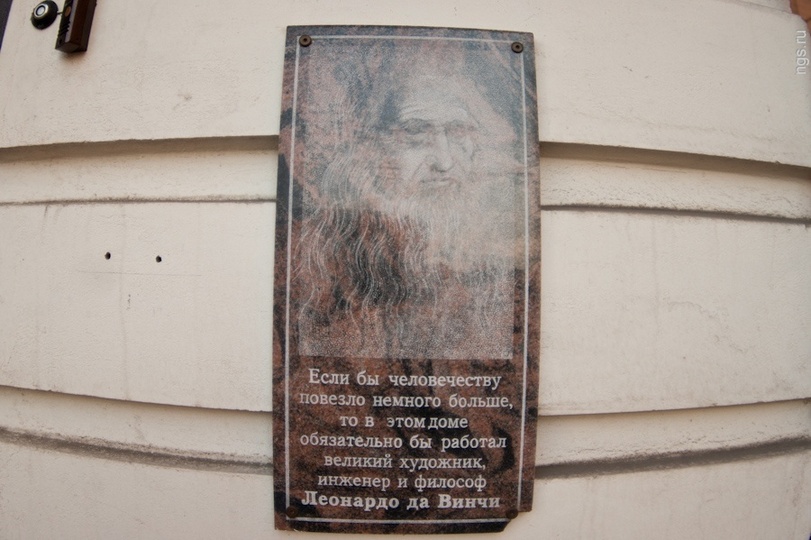 ngs.ru
Если бы человечеству
повезло немного больше,
то в этом доме
обязательно бы работал
великий художник,
инженер и философ
Леонардо да Винчи